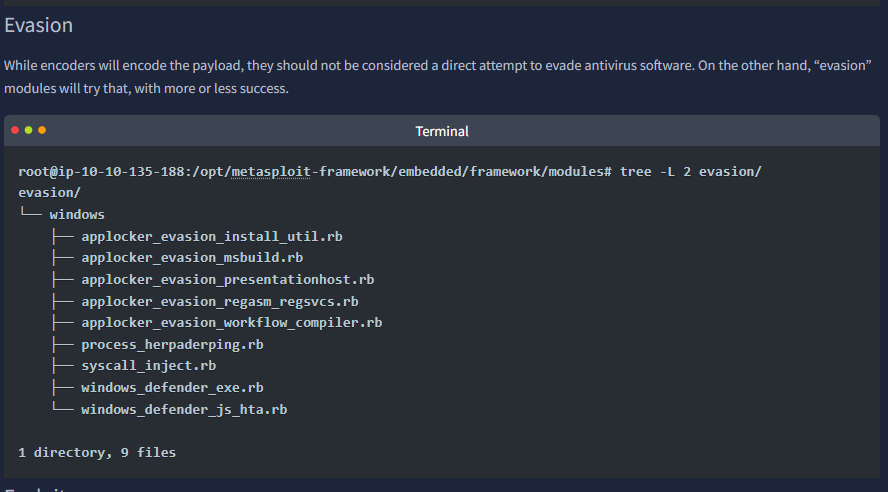 Evasion
While encoders will encode the payload, they should not be considered a direct attempt to evade antivirus software. On the other hand, “evasion”
modules will try that, with more or less success.
Terminal
root@ip-10-10-135-188:/opt/metasploit-framework/embedded/framework/modules# tree -L 2 evasion/
evasion/
└── windows
    ├── applocker_evasion_install_util.rb
    ├── applocker_evasion_msbuild.rb
    ├── applocker_evasion_presentationhost.rb
    ├── applocker_evasion_regasm_regsvcs.rb
    ├── applocker_evasion_workflow_compiler.rb
    ├── process_herpaderping.rb
    ├── syscall_inject.rb
    ├── windows_defender_exe.rb
    └── windows_defender_js_hta.rb
1 directory, 9 files